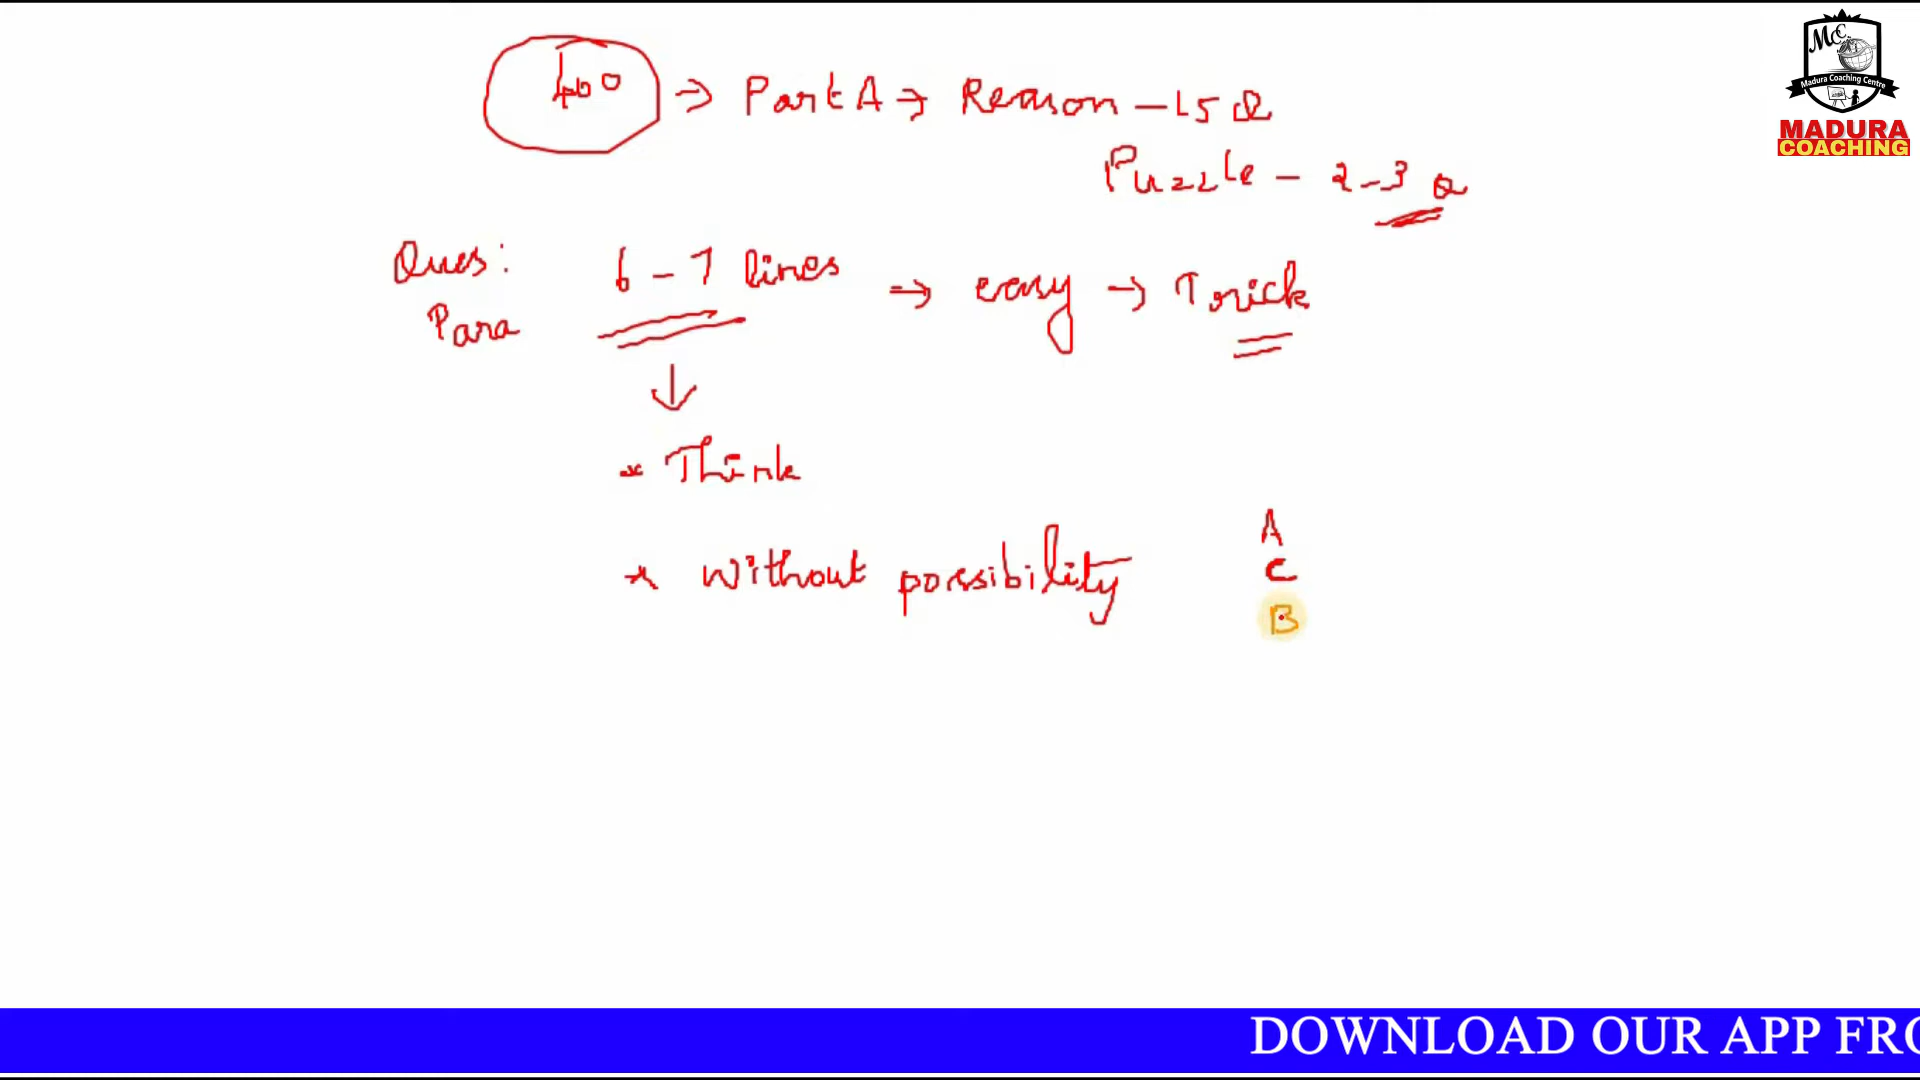 400 → Part A → Reason - 15 Q
Puzzle - 2-3 Q
Ques: 6-7 lines → easy → Trick
Para
* Think
* Without possibility
A
C
B
MCC
Madura Coaching Centre
MADURA
COACHING
DOWNLOAD OUR APP FRO